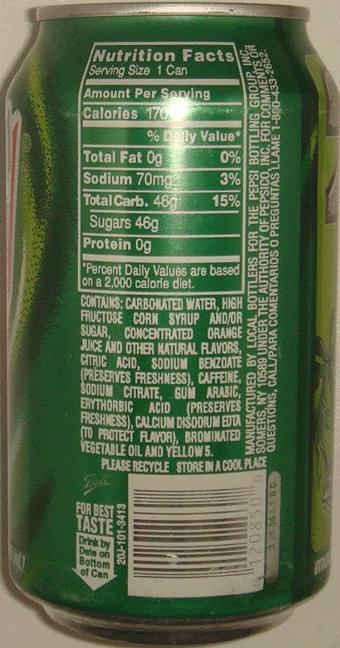 Nutrition Facts
Serving Size 1 Can
Amount Per Serving
Calories 170
% Daily Value*
Total Fat 0g 0%
Sodium 70mg 3%
Total Carb. 46g 15%
Sugars 46g
Protein 0g
*Percent Daily Values are based
on a 2,000 calorie diet.
CONTAINS: CARBONATED WATER, HIGH
FRUCTOSE CORN SYRUP AND/OR
SUGAR, CONCENTRATED ORANGE
JUICE AND OTHER NATURAL FLAVORS,
CITRIC ACID, SODIUM BENZOATE
(PRESERVES FRESHNESS), CAFFEINE,
SODIUM CITRATE, GUM ARABIC,
ERYTHORBIC ACID (PRESERVES
FRESHNESS), CALCIUM DISODIUM EDTA
(TO PROTECT FLAVOR), BROMINATED
VEGETABLE OIL AND YELLOW 5.
PLEASE RECYCLE STORE IN A COOL PLACE
MANUFACTURED BY LOCAL BOTTLERS FOR THE PEPSI BOTTLING GROUP, INC.
SOMERS, NY 10589 UNDER THE AUTHORITY OF PEPSICO, INC. FOR COMMENTS OR
QUESTIONS, CALL/PARA COMENTARIOS O PREGUNTAS LLAME 1-800-433-2652.
FOR BEST
TASTE
Drink by
Date on
Bottom
of Can
20J-101-3413